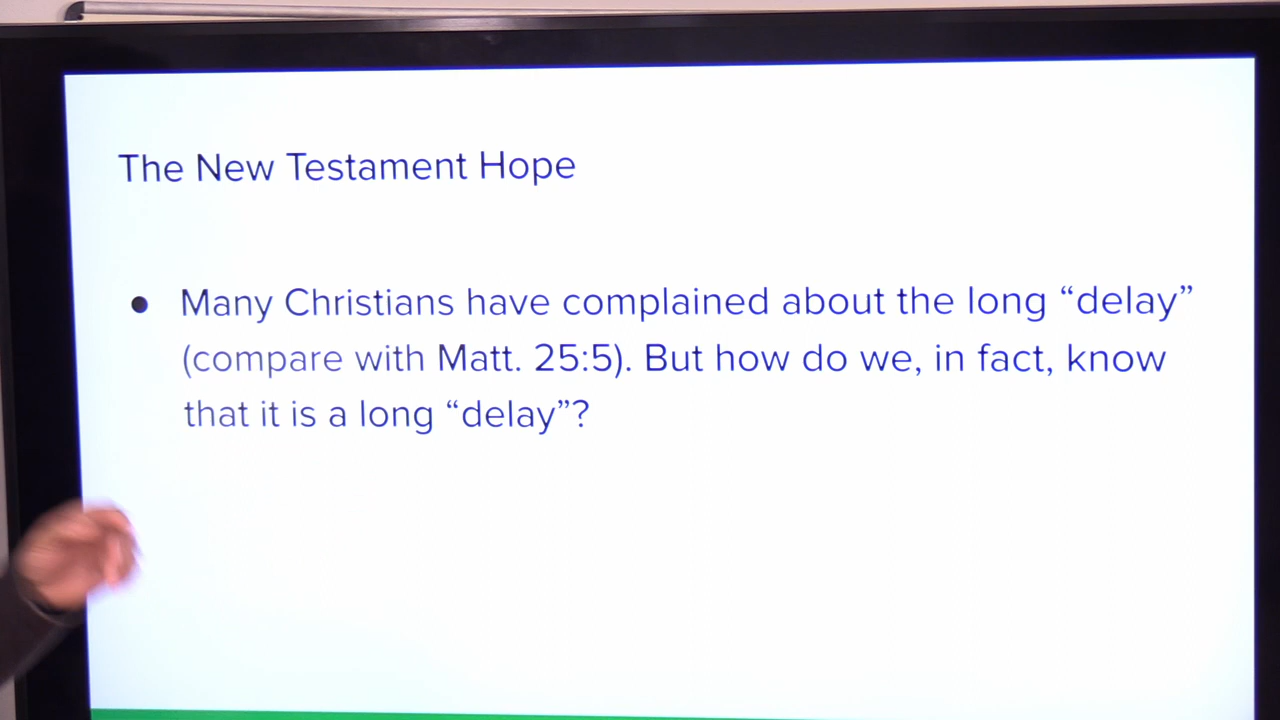 The New Testament Hope
● Many Christians have complained about the long “delay”
(compare with Matt. 25:5). But how do we, in fact, know
that it is a long “delay”?